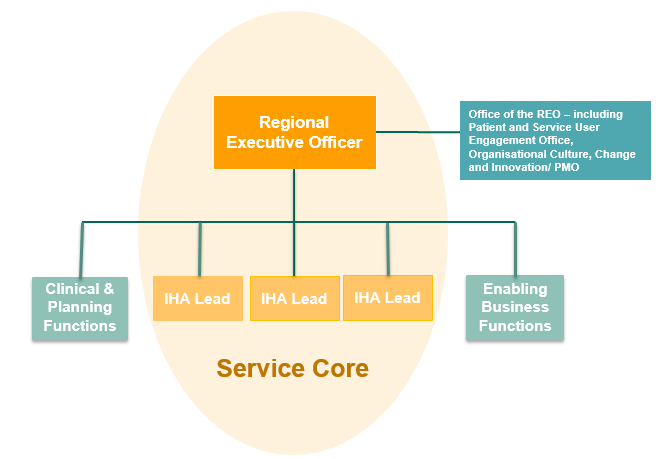 Regional
Executive Officer
Office of the REO – including
Patient and Service User
Engagement Office,
Organisational Culture, Change
and Innovation/ PMO
Clinical &
Planning
Functions
IHA Lead
IHA Lead
IHA Lead
Enabling
Business
Functions
Service Core